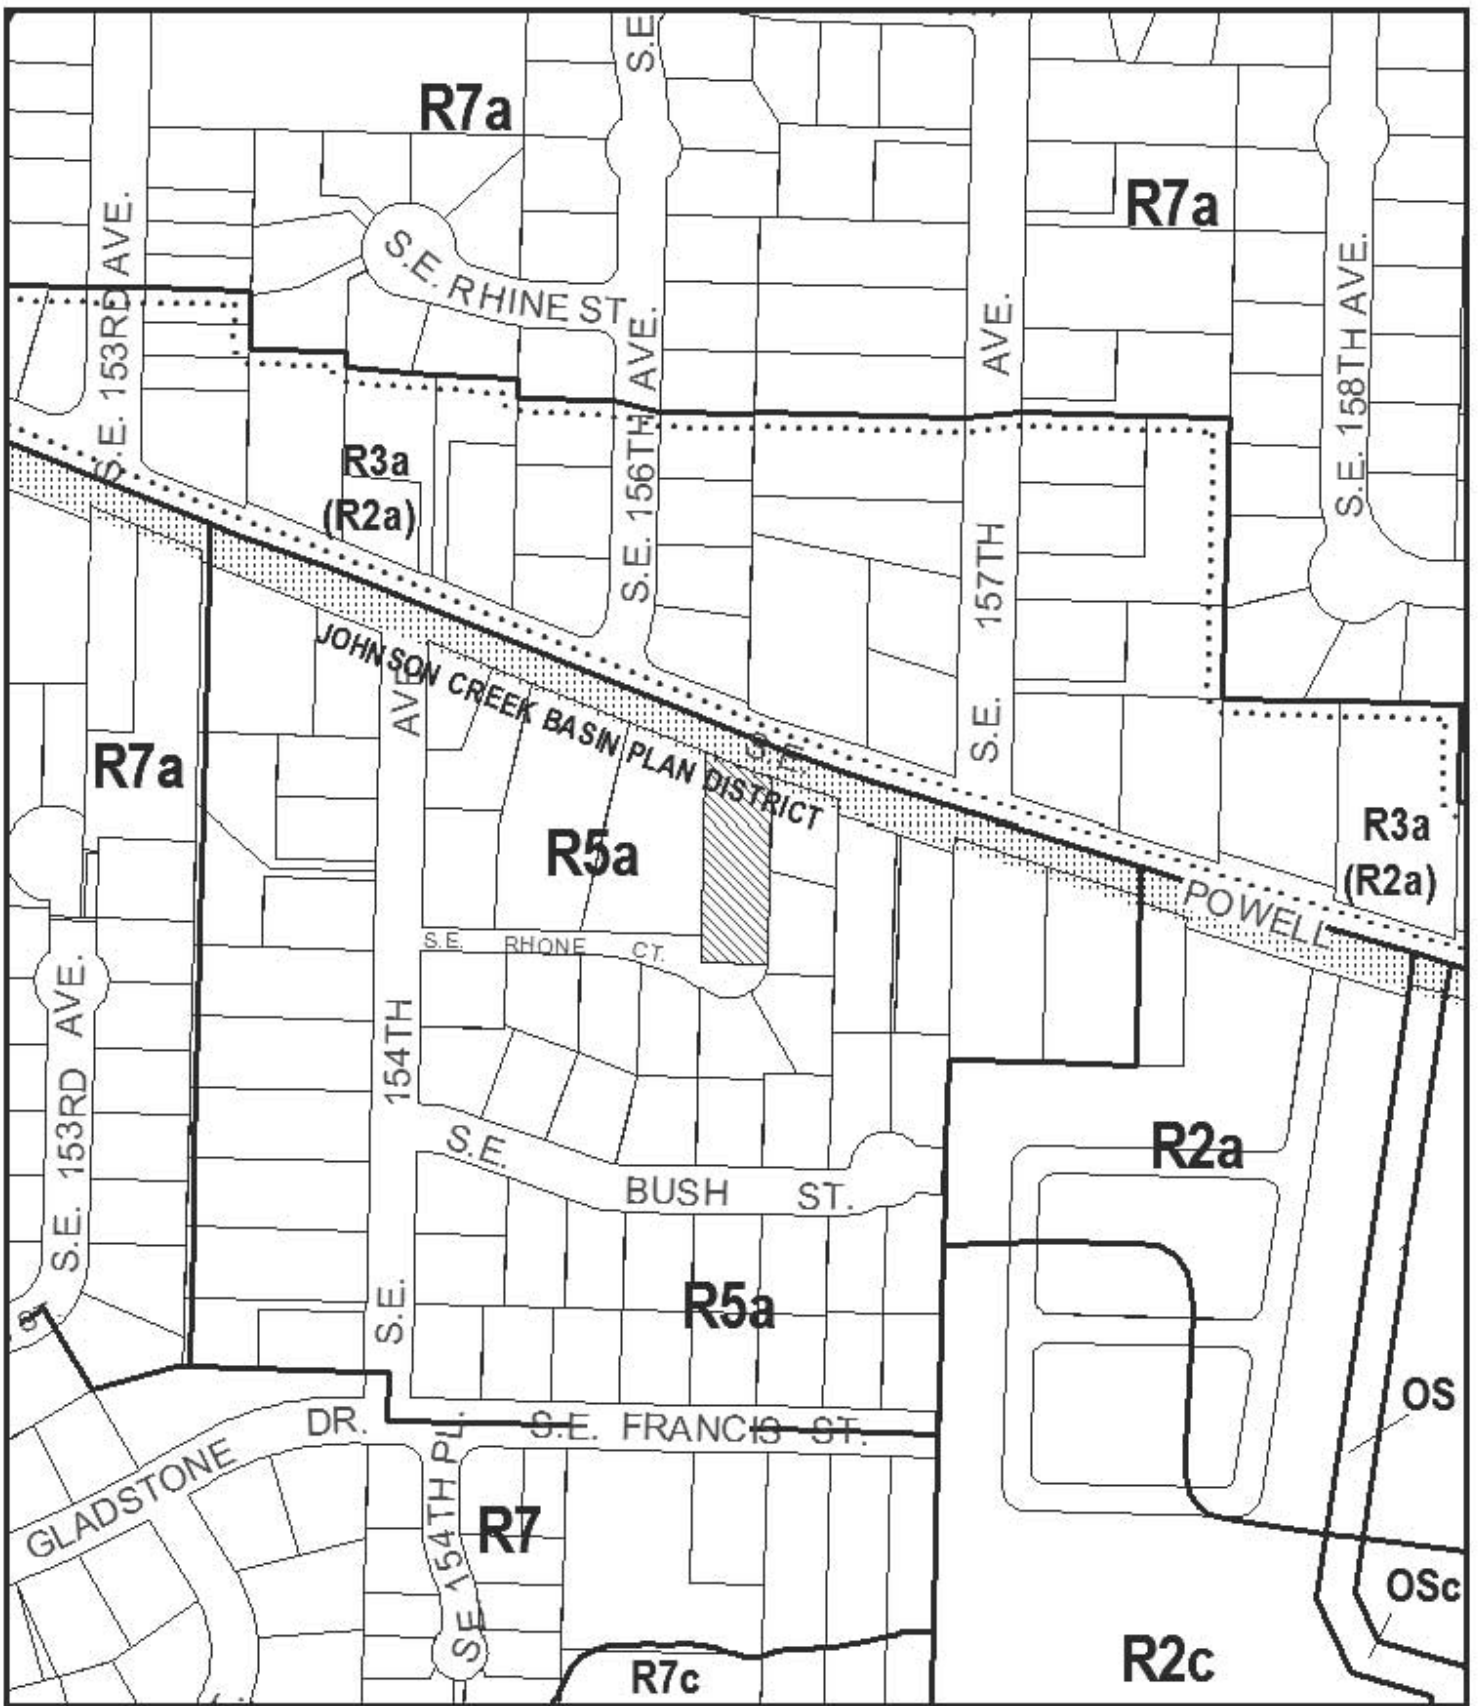 S.E.
R7a
R7a
S.E. 153RD AVE.
S.E. RHINE ST
S.E. 156TH AVE.
S.E. 157TH AVE.
S.E. 158TH AVE.
R3a
(R2a)
JOHNSON CREEK BASIN PLAN DISTRICT
S.E.
POWELL
R7a
R5a
R3a
(R2a)
S.E. RHONE CT.
S.E. 154TH AVE
S.E. 153RD AVE.
S.E. BUSH ST.
R2a
R5a
ST.
OS
GLADSTONE DR.
S.E. FRANCIS ST.
SE 154TH PL.
R7
OSc
R7c
R2c